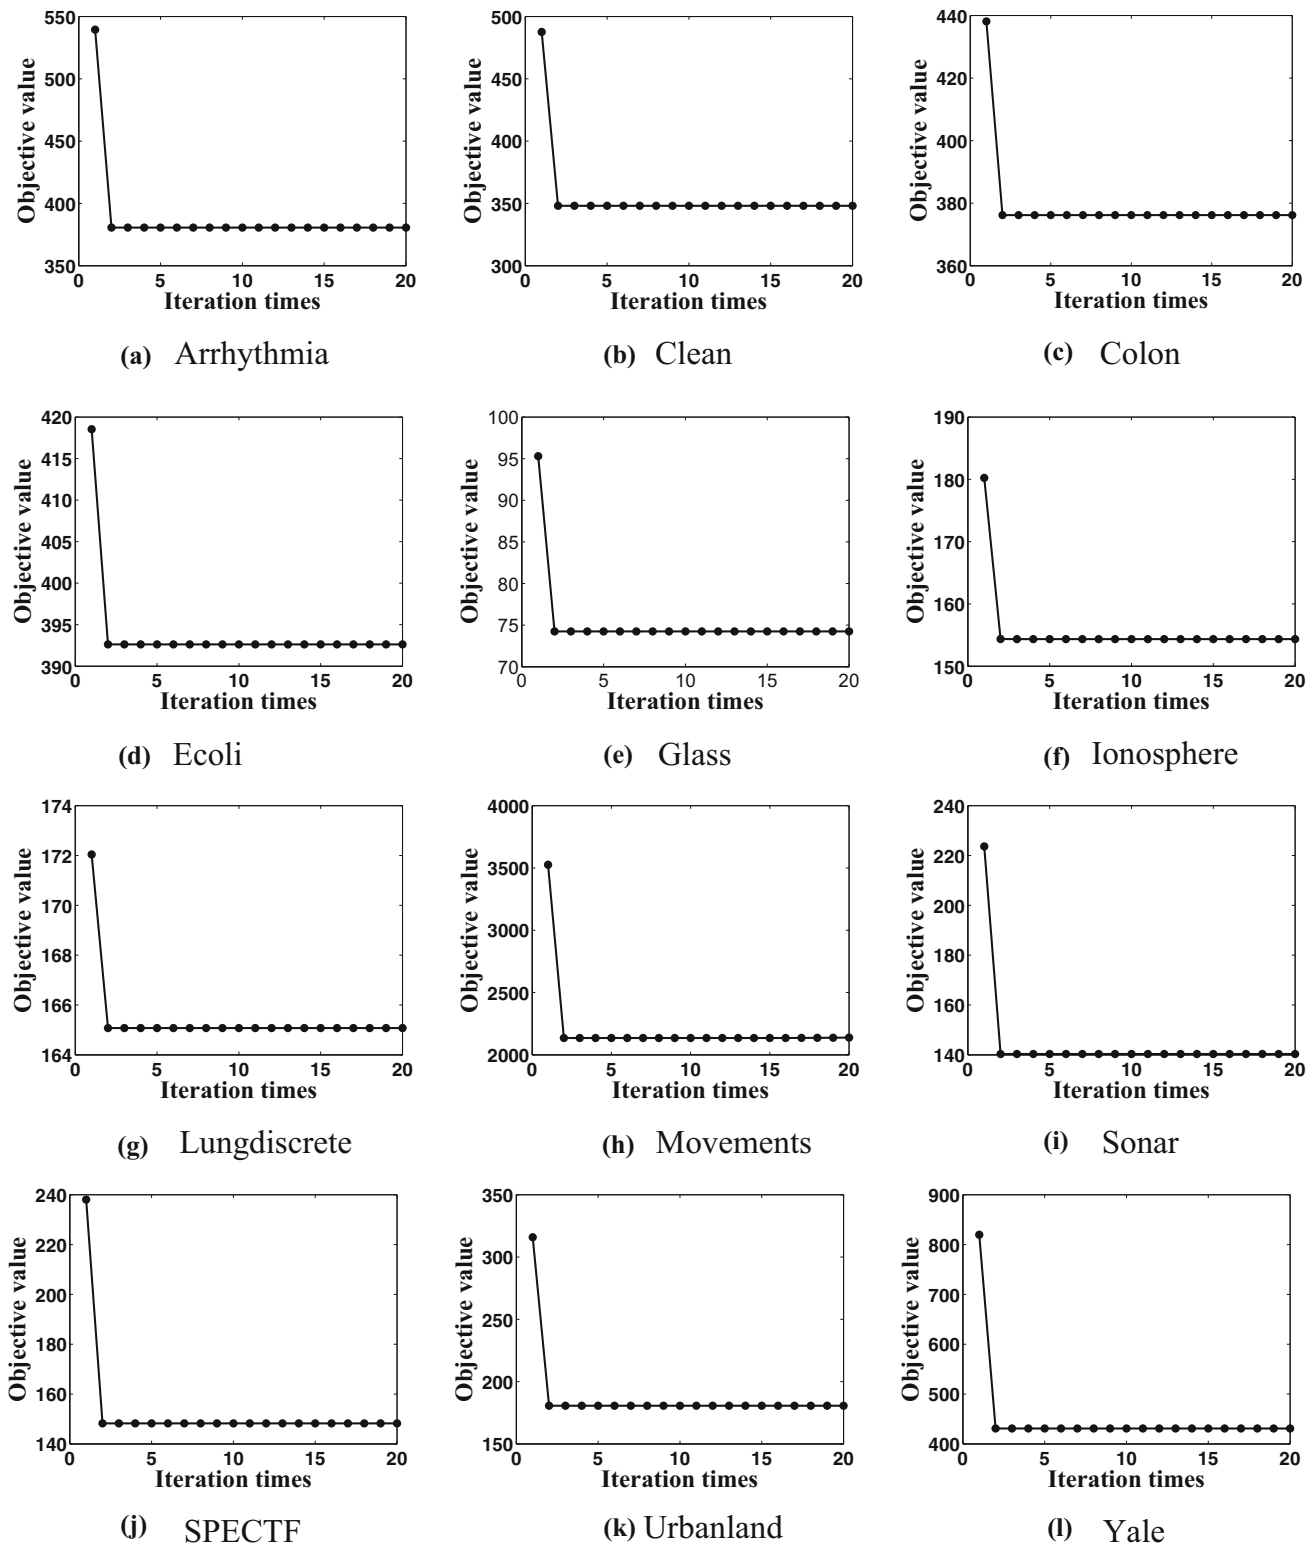 550
500
450
400
350
0 5 10 15 20
Objective value
Iteration times
(a) Arrhythmia
500
450
400
350
300
0 5 10 15 20
Objective value
Iteration times
(b) Clean
440
420
400
380
360
0 5 10 15 20
Objective value
Iteration times
(c) Colon
420
415
410
405
400
395
390
0 5 10 15 20
Objective value
Iteration times
(d) Ecoli
100
95
90
85
80
75
70
0 5 10 15 20
Objective value
Iteration times
(e) Glass
190
180
170
160
150
0 5 10 15 20
Objective value
Iteration times
(f) Ionosphere
174
172
170
168
166
164
0 5 10 15 20
Objective value
Iteration times
(g) Lungdiscrete
4000
3500
3000
2500
2000
0 5 10 15 20
Objective value
Iteration times
(h) Movements
240
220
200
180
160
140
0 5 10 15 20
Objective value
Iteration times
(i) Sonar
240
220
200
180
160
140
0 5 10 15 20
Objective value
Iteration times
(j) SPECTF
350
300
250
200
150
0 5 10 15 20
Objective value
Iteration times
(k) Urbanland
900
800
700
600
500
400
0 5 10 15 20
Objective value
Iteration times
(l) Yale